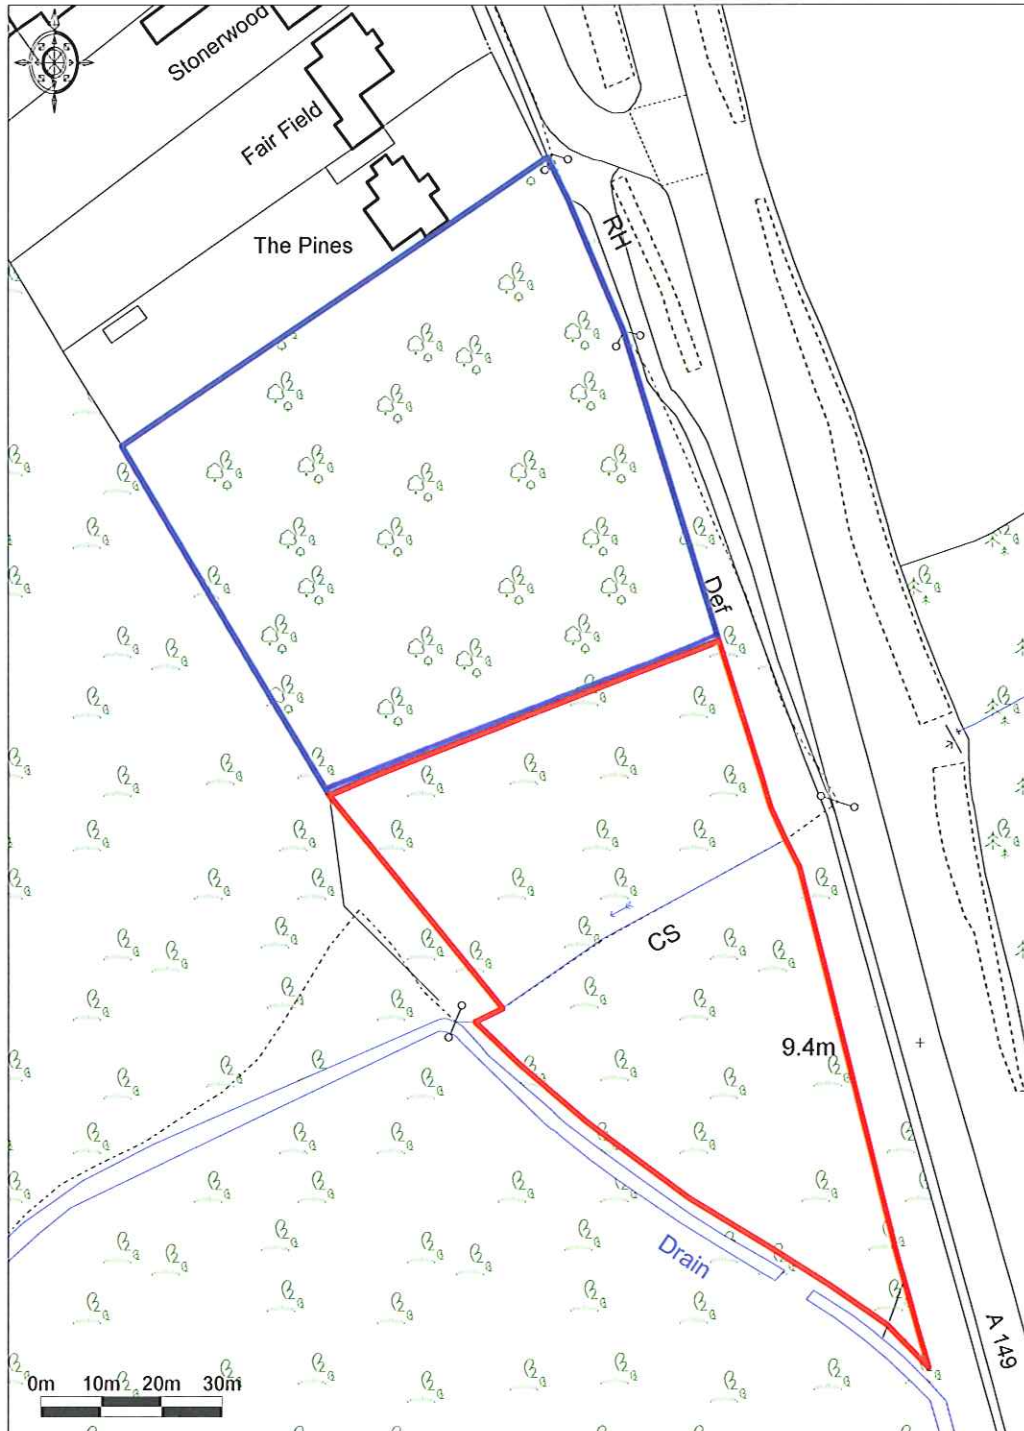 Stonerwood
Fair Field
The Pines
RH
Def
CS
9.4m
Drain
A 149
0m 10m 20m 30m